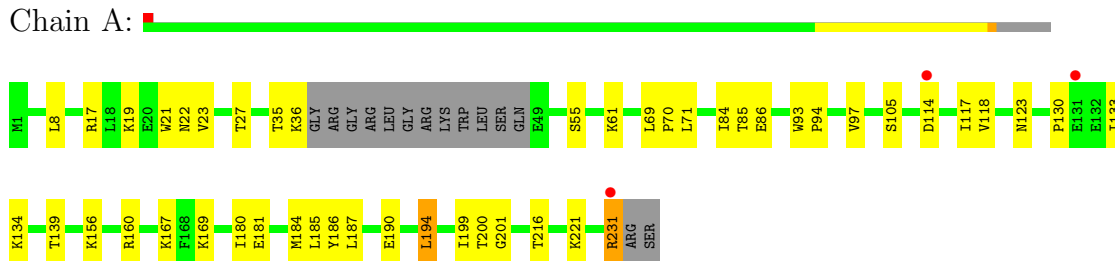 Chain A:
M1 L8 R17 L18 K19 E20 W21 N22 V23 T27 T35 K36 GLY ARG GLY ARG LEU GLY ARG LYS TRP LEU SER GLN E49 S55 K61 L69 P70 L71 I84 T85 E86 W93 P94 V97 S105 D114 I117 V118 N123 P130 E131 E132
K134 T139 K156 R160 K167 F168 K169 I180 E181 M184 L185 Y186 L187 E190 L194 I199 T200 G201 T216 K221 R231 ARG SER